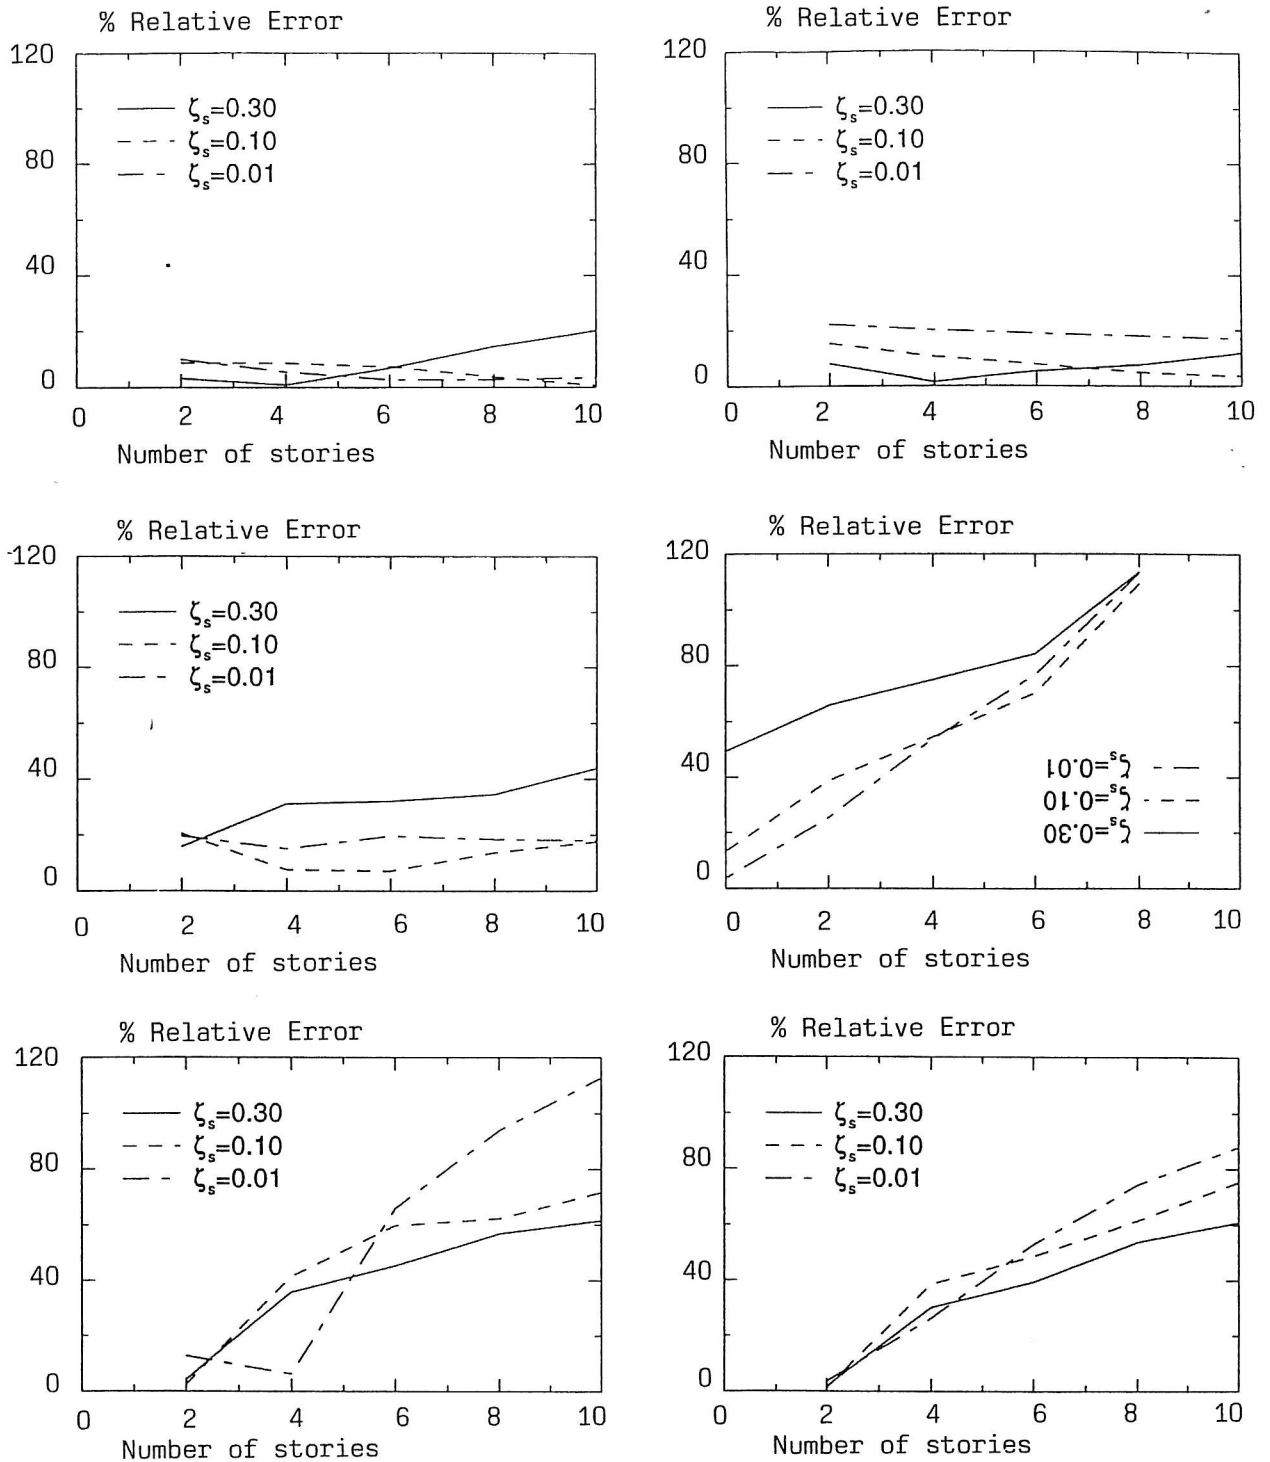 % Relative Error
120
80
40
0
ζs=0.30
ζs=0.10
ζs=0.01
0 2 4 6 8 10
Number of stories
% Relative Error
120
80
40
0
ζs=0.30
ζs=0.10
ζs=0.01
0 2 4 6 8 10
Number of stories
% Relative Error
120
80
40
0
ζs=0.30
ζs=0.10
ζs=0.01
0 2 4 6 8 10
Number of stories
% Relative Error
120
80
40
0
ζs=0.01
ζs=0.10
ζs=0.30
0 2 4 6 8 10
Number of stories
% Relative Error
120
80
40
0
ζs=0.30
ζs=0.10
ζs=0.01
0 2 4 6 8 10
Number of stories
% Relative Error
120
80
40
0
ζs=0.30
ζs=0.10
ζs=0.01
0 2 4 6 8 10
Number of stories